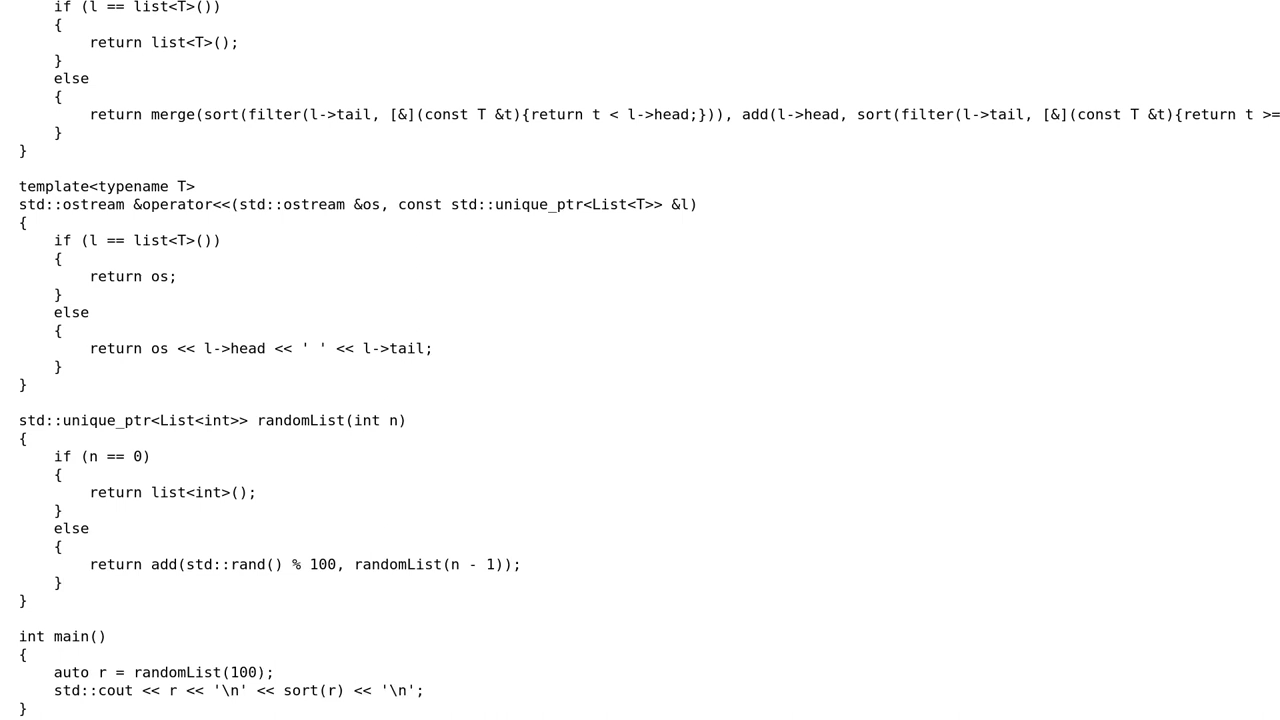 if (l == list<T>())
    {
        return list<T>();
    }
    else
    {
        return merge(sort(filter(l->tail, [&](const T &t){return t < l->head;})), add(l->head, sort(filter(l->tail, [&](const T &t){return t >=
    }
}

template<typename T>
std::ostream &operator<<(std::ostream &os, const std::unique_ptr<List<T>> &l)
{
    if (l == list<T>())
    {
        return os;
    }
    else
    {
        return os << l->head << ' ' << l->tail;
    }
}

std::unique_ptr<List<int>> randomList(int n)
{
    if (n == 0)
    {
        return list<int>();
    }
    else
    {
        return add(std::rand() % 100, randomList(n - 1));
    }
}

int main()
{
    auto r = randomList(100);
    std::cout << r << '\n' << sort(r) << '\n';
}